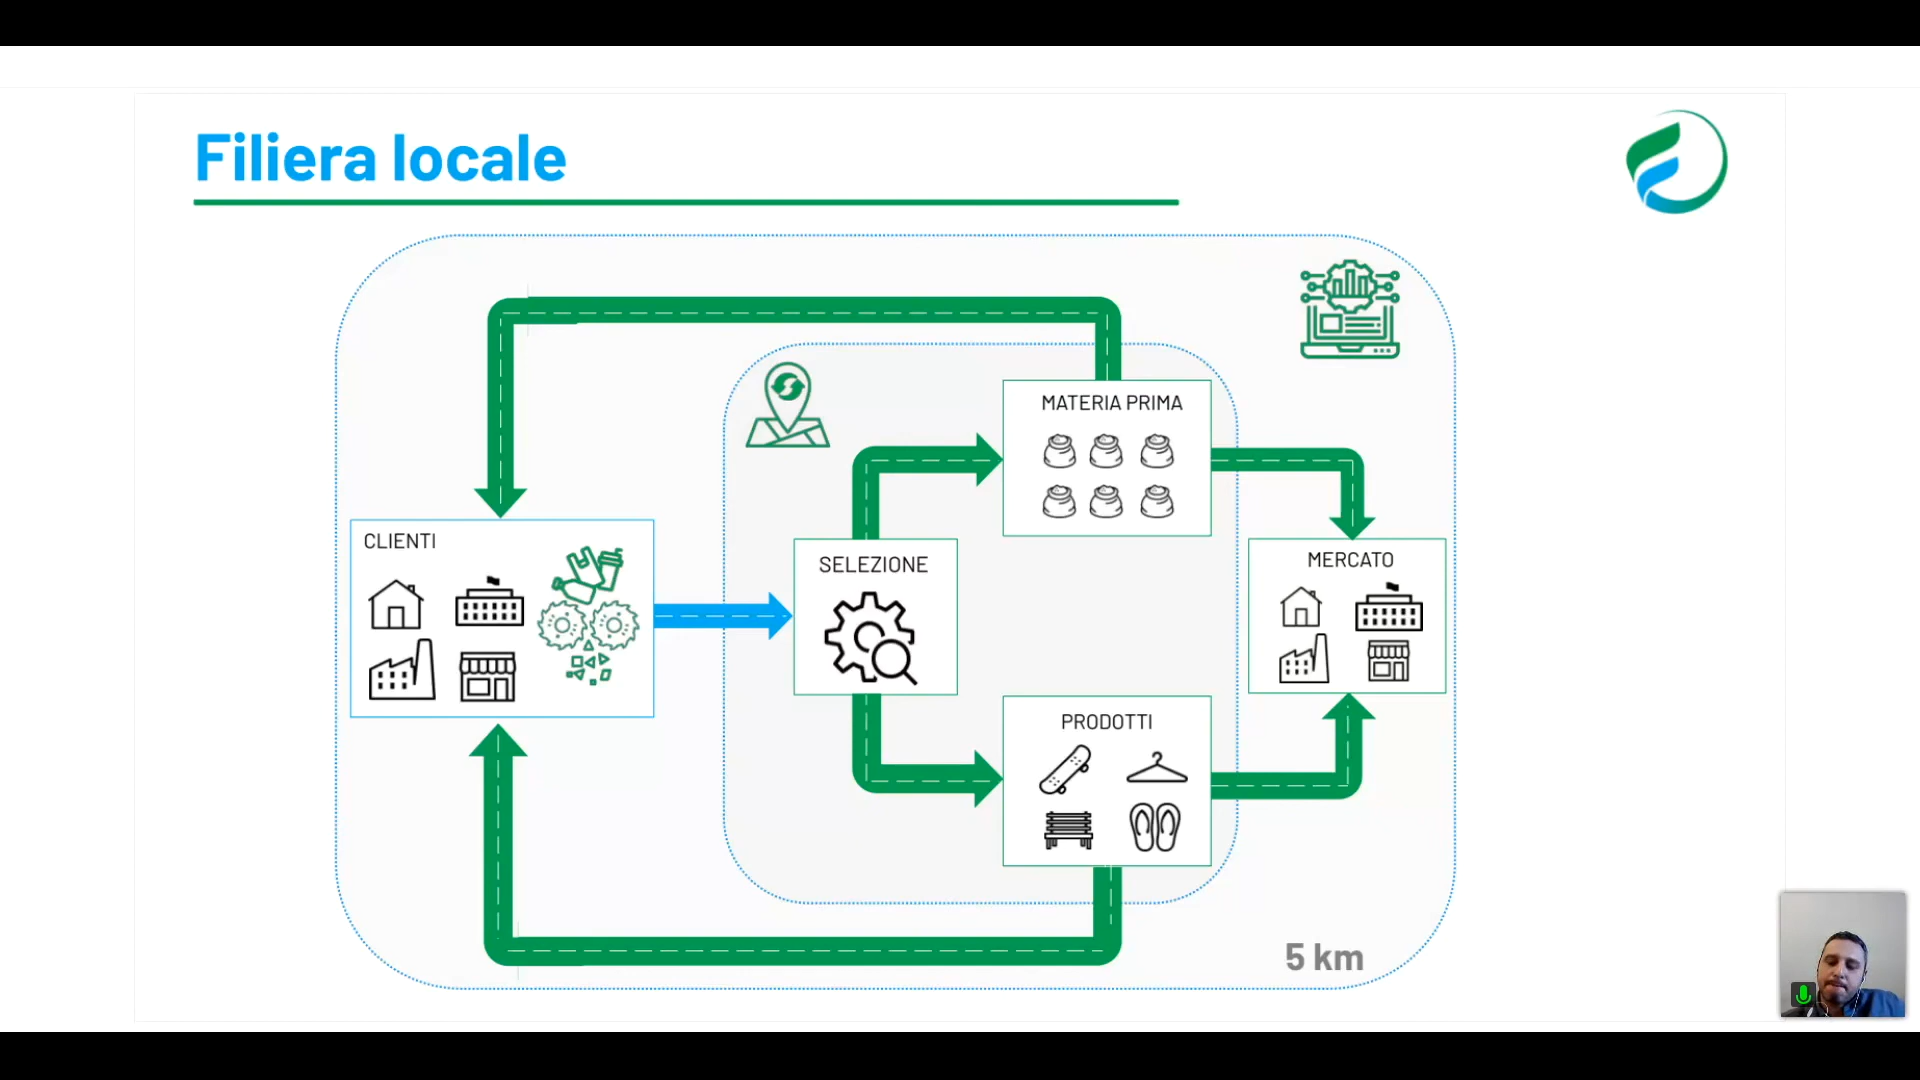 Filiera locale
MATERIA PRIMA
CLIENTI
SELEZIONE
MERCATO
PRODOTTI
5 km